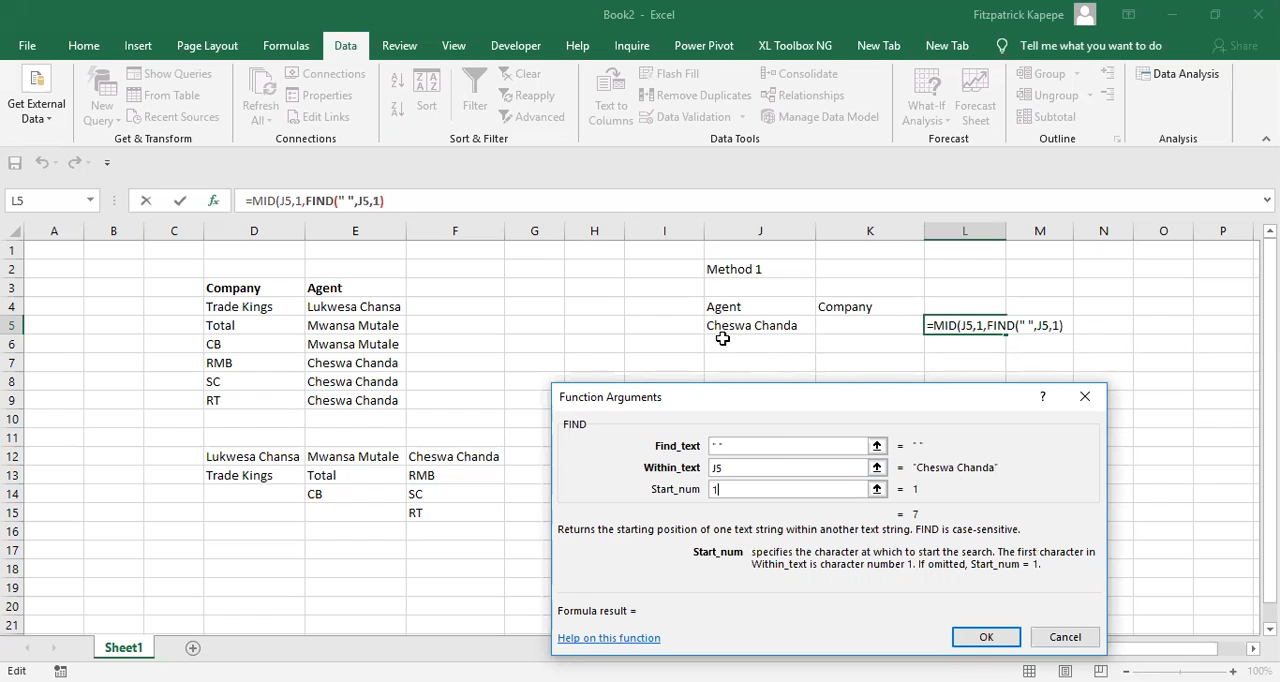 Book2 - Excel
Fitzpatrick Kapepe
File Home Insert Page Layout Formulas Data Review View Developer Help Inquire Power Pivot XL Toolbox NG New Tab New Tab Tell me what you want to do Share
Get External Data
New Query
Show Queries
From Table
Recent Sources
Get & Transform
Refresh All
Connections
Properties
Edit Links
Connections
Sort
Filter
Clear
Reapply
Advanced
Sort & Filter
Text to Columns
Flash Fill
Remove Duplicates
Data Validation
Consolidate
Relationships
Manage Data Model
Data Tools
What-If Analysis
Forecast Sheet
Forecast
Group
Ungroup
Subtotal
Outline
Data Analysis
Analysis
L5 fx =MID(J5,1,FIND(" ",J5,1)
A B C D E F G H I J K L M N O P
1
2 Method 1
3 Company Agent
4 Trade Kings Lukwesa Chansa Agent Company
5 Total Mwansa Mutale Cheswa Chanda =MID(J5,1,FIND(" ",J5,1)
6 CB Mwansa Mutale
7 RMB Cheswa Chanda
8 SC Cheswa Chanda
9 RT Cheswa Chanda
10
11
12 Lukwesa Chansa Mwansa Mutale Cheswa Chanda
13 Trade Kings Total RMB
14 CB SC
15 RT
16
17
18
19
20
21
Function Arguments ?
FIND
Find_text " " = " "
Within_text J5 = "Cheswa Chanda"
Start_num 1 = 1
= 7
Returns the starting position of one text string within another text string. FIND is case-sensitive.
Start_num specifies the character at which to start the search. The first character in
Within_text is character number 1. If omitted, Start_num = 1.
Formula result =
Help on this function
OK Cancel
Sheet1
Edit
100%